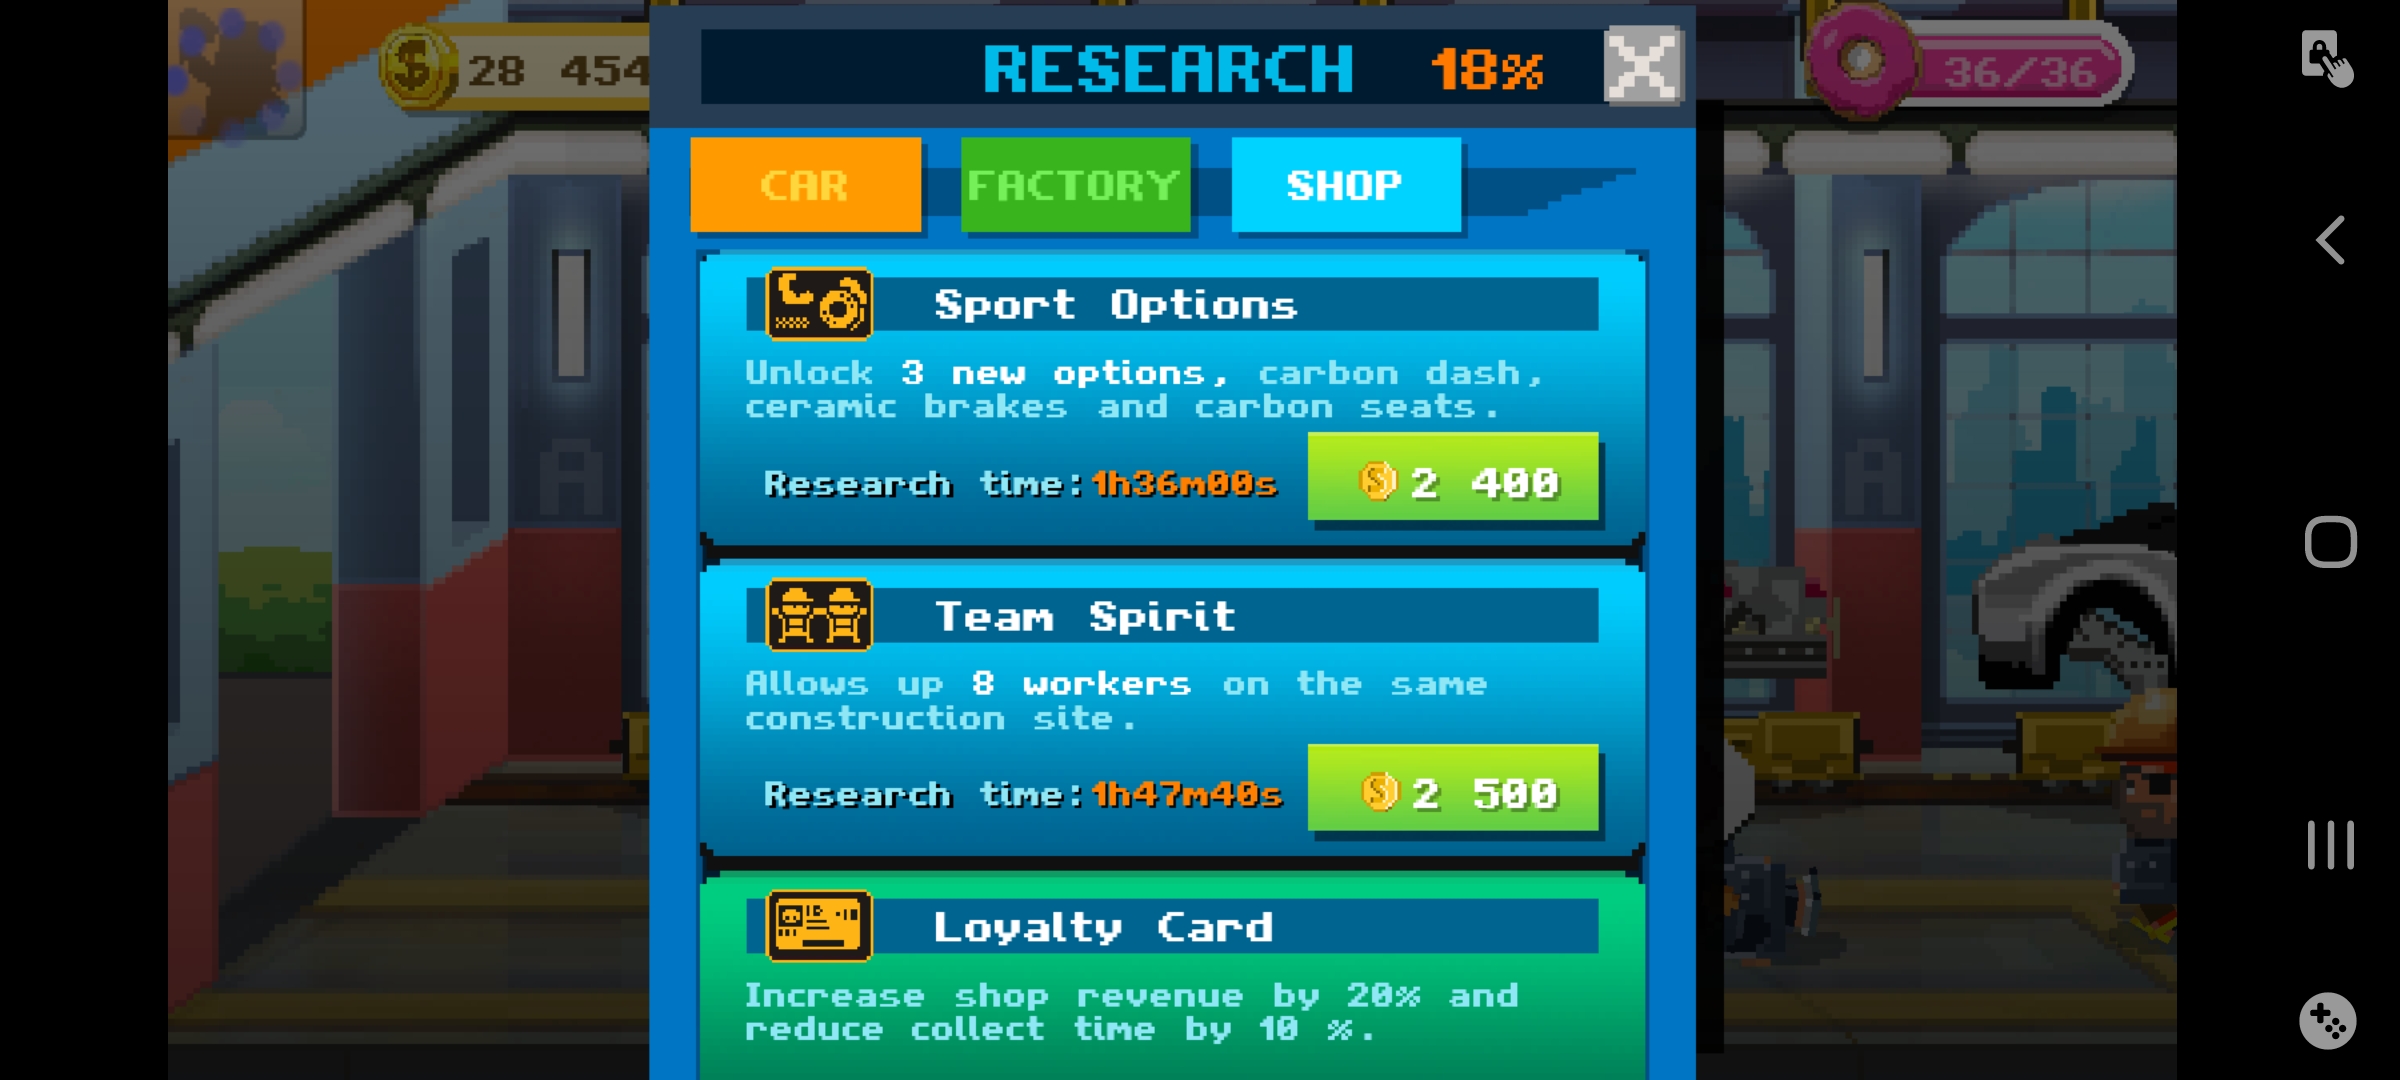 28 454
RESEARCH 18%
36/36
CAR FACTORY SHOP
Sport Options
Unlock 3 new options, carbon dash,
ceramic brakes and carbon seats.
Research time:1h36m00s
2 400
Team Spirit
Allows up 8 workers on the same
construction site.
Research time:1h47m40s
2 500
Loyalty Card
Increase shop revenue by 20% and
reduce collect time by 10 %.
A
A